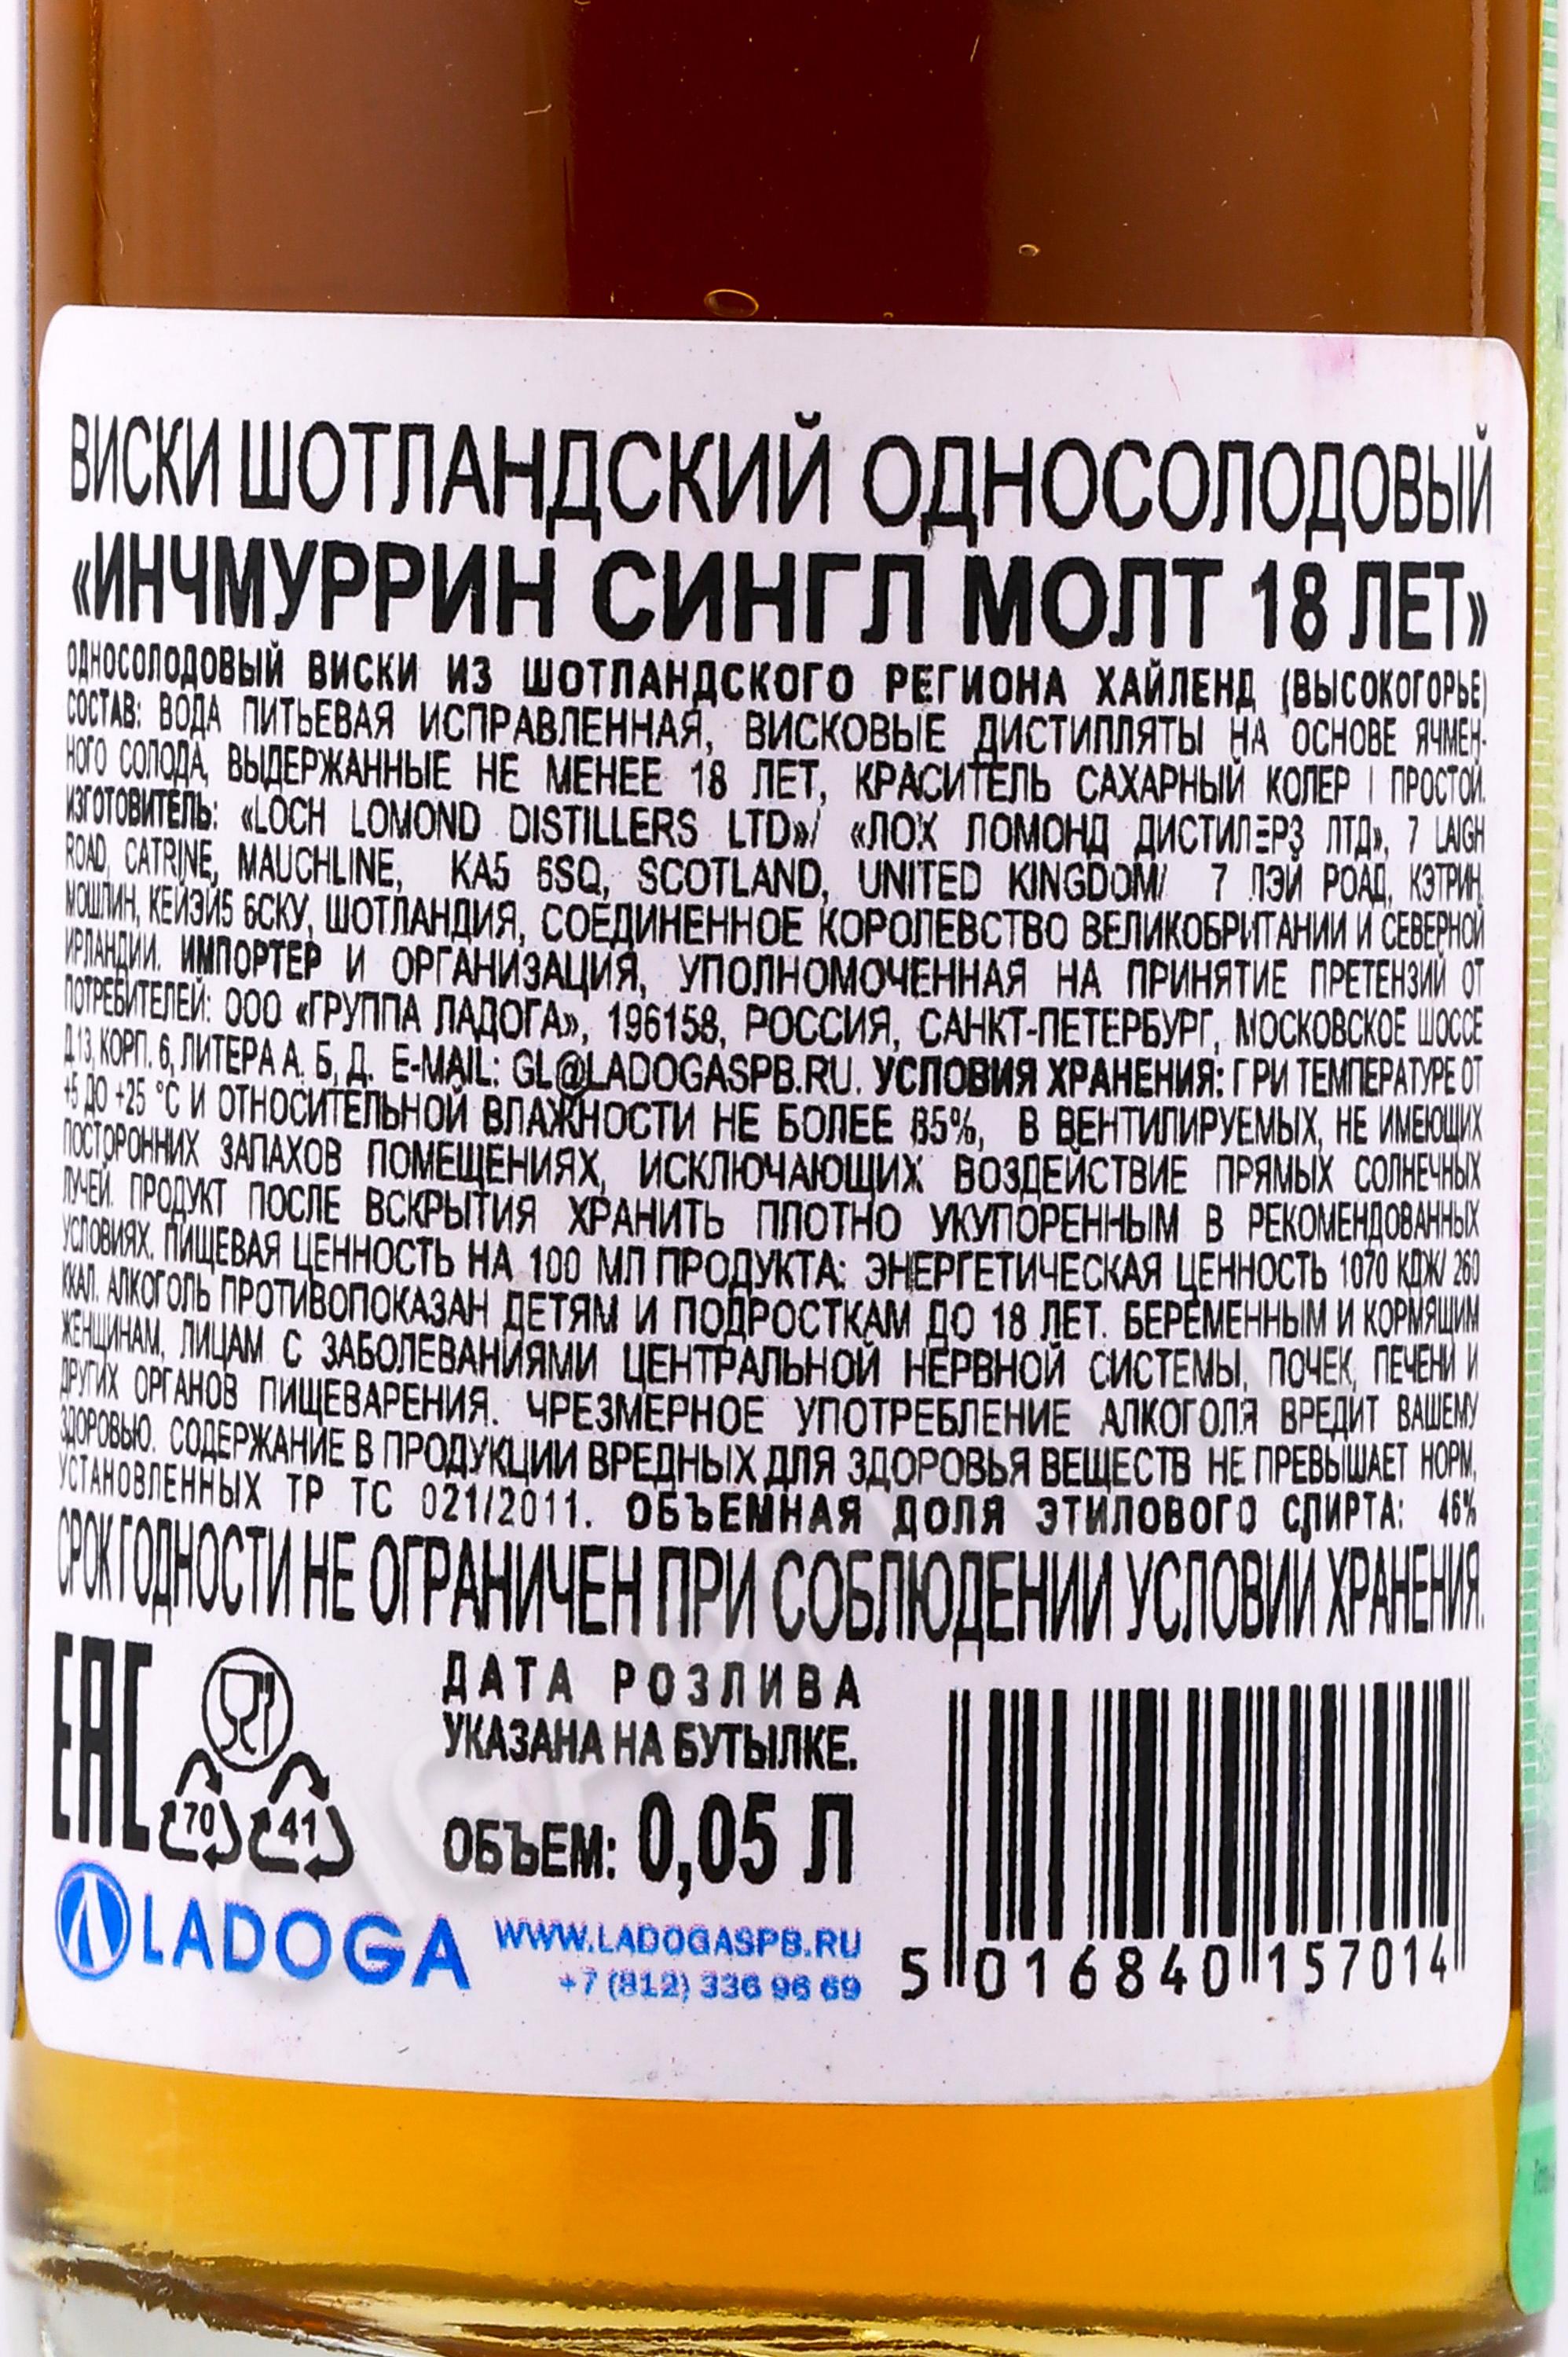 ВИСКИ ШОТЛАНДСКИЙ ОДНОСОЛОДОВЫЙ
«ИНЧМУРРИН СИНГЛ МОЛТ 18 ЛЕТ»
ОДНОСОЛОДОВЫЙ ВИСКИ ИЗ ШОТЛАНДСКОГО РЕГИОНА ХАЙЛЕНД (ВЫСОКОГОРЬЕ)
СОСТАВ: ВОДА ПИТЬЕВАЯ ИСПРАВЛЕННАЯ, ВИСКОВЫЕ ДИСТИЛЛЯТЫ НА ОСНОВЕ ЯЧМЕН-
НОГО СОЛОДА, ВЫДЕРЖАННЫЕ НЕ МЕНЕЕ 18 ЛЕТ, КРАСИТЕЛЬ САХАРНЫЙ КОЛЕР I ПРОСТОЙ.
ИЗГОТОВИТЕЛЬ: «LOCH LOMOND DISTILLERS LTD»/ «ЛОХ ЛОМОНД ДИСТИЛЕРЗ ЛТД», 7 LAIGH
ROAD, CATRINE, MAUCHLINE, KA5 6SQ, SCOTLAND, UNITED KINGDOM/ 7 ЛЭЙ РОАД, КЭТРИН,
МОШЛИН, КЕЙЭЙ5 6СКУ, ШОТЛАНДИЯ, СОЕДИНЕННОЕ КОРОЛЕВСТВО ВЕЛИКОБРИТАНИИ И СЕВЕРНОЙ
ИРЛАНДИИ. ИМПОРТЕР И ОРГАНИЗАЦИЯ, УПОЛНОМОЧЕННАЯ НА ПРИНЯТИЕ ПРЕТЕНЗИЙ ОТ
ПОТРЕБИТЕЛЕЙ: ООО «ГРУППА ЛАДОГА», 196158, РОССИЯ, САНКТ-ПЕТЕРБУРГ, МОСКОВСКОЕ ШОССЕ
Д.13, КОРП. 6, ЛИТЕРА А, Б, Д. E-MAIL: GL@LADOGASPB.RU. УСЛОВИЯ ХРАНЕНИЯ: ПРИ ТЕМПЕРАТУРЕ ОТ
+5 ДО +25 °С И ОТНОСИТЕЛЬНОЙ ВЛАЖНОСТИ НЕ БОЛЕЕ 85%, В ВЕНТИЛИРУЕМЫХ, НЕ ИМЕЮЩИХ
ПОСТОРОННИХ ЗАПАХОВ ПОМЕЩЕНИЯХ, ИСКЛЮЧАЮЩИХ ВОЗДЕЙСТВИЕ ПРЯМЫХ СОЛНЕЧНЫХ
ЛУЧЕЙ. ПРОДУКТ ПОСЛЕ ВСКРЫТИЯ ХРАНИТЬ ПЛОТНО УКУПОРЕННЫМ В РЕКОМЕНДОВАННЫХ
УСЛОВИЯХ. ПИЩЕВАЯ ЦЕННОСТЬ НА 100 МЛ ПРОДУКТА: ЭНЕРГЕТИЧЕСКАЯ ЦЕННОСТЬ 1070 КДЖ/ 260
ККАЛ. АЛКОГОЛЬ ПРОТИВОПОКАЗАН ДЕТЯМ И ПОДРОСТКАМ ДО 18 ЛЕТ. БЕРЕМЕННЫМ И КОРМЯЩИМ
ЖЕНЩИНАМ, ЛИЦАМ С ЗАБОЛЕВАНИЯМИ ЦЕНТРАЛЬНОЙ НЕРВНОЙ СИСТЕМЫ, ПОЧЕК, ПЕЧЕНИ И
ДРУГИХ ОРГАНОВ ПИЩЕВАРЕНИЯ. ЧРЕЗМЕРНОЕ УПОТРЕБЛЕНИЕ АЛКОГОЛЯ ВРЕДИТ ВАШЕМУ
ЗДОРОВЬЮ. СОДЕРЖАНИЕ В ПРОДУКЦИИ ВРЕДНЫХ ДЛЯ ЗДОРОВЬЯ ВЕЩЕСТВ НЕ ПРЕВЫШАЕТ НОРМ,
УСТАНОВЛЕННЫХ ТР ТС 021/2011. ОБЪЕМНАЯ ДОЛЯ ЭТИЛОВОГО СПИРТА: 46%
СРОК ГОДНОСТИ НЕ ОГРАНИЧЕН ПРИ СОБЛЮДЕНИИ УСЛОВИЙ ХРАНЕНИЯ.
EAC
70 41
ДАТА РОЗЛИВА
УКАЗАНА НА БУТЫЛКЕ.
ОБЪЕМ: 0,05 Л
LADOGA
WWW.LADOGASPB.RU
+7 (812) 336 96 69
5 016840 157014